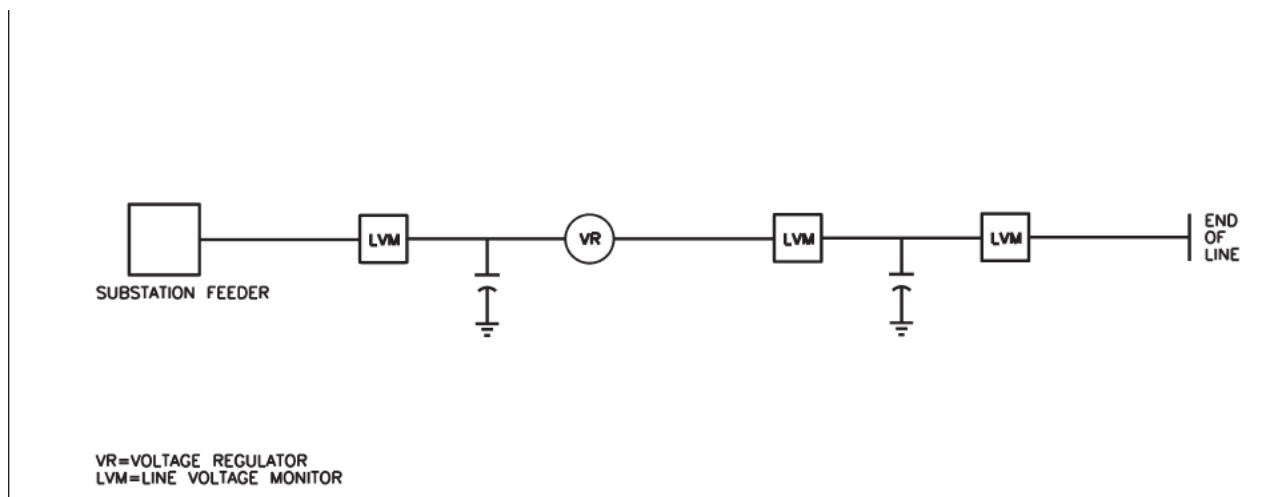 LVM
VR
LVM
LVM
END
OF
LINE
SUBSTATION FEEDER
VR=VOLTAGE REGULATOR
LVM=LINE VOLTAGE MONITOR